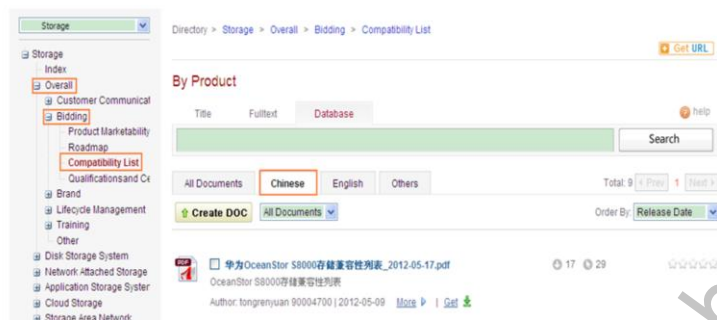 Storage
Directory > Storage > Overall > Bidding > Compatibility List
Get URL
Storage
Index
Overall
Customer Communicat
Bidding
Product Marketability
Roadmap
Compatibility List
Qualificationsand Ce
Brand
Lifecycle Management
Training
Other
Disk Storage System
Network Attached Storage
Application Storage Syster
Cloud Storage
Storage Area Network
By Product
Title Fulltext Database
help
Search
All Documents Chinese English Others
Total: 9 < Prev 1 Next >
Create DOC All Documents
Order By: Release Date
华为OceanStor S8000存储兼容性列表_2012-05-17.pdf
17 29
OceanStor S8000存储兼容性列表
Author: tongrenyuan 90004700 | 2012-05-09 More | Get